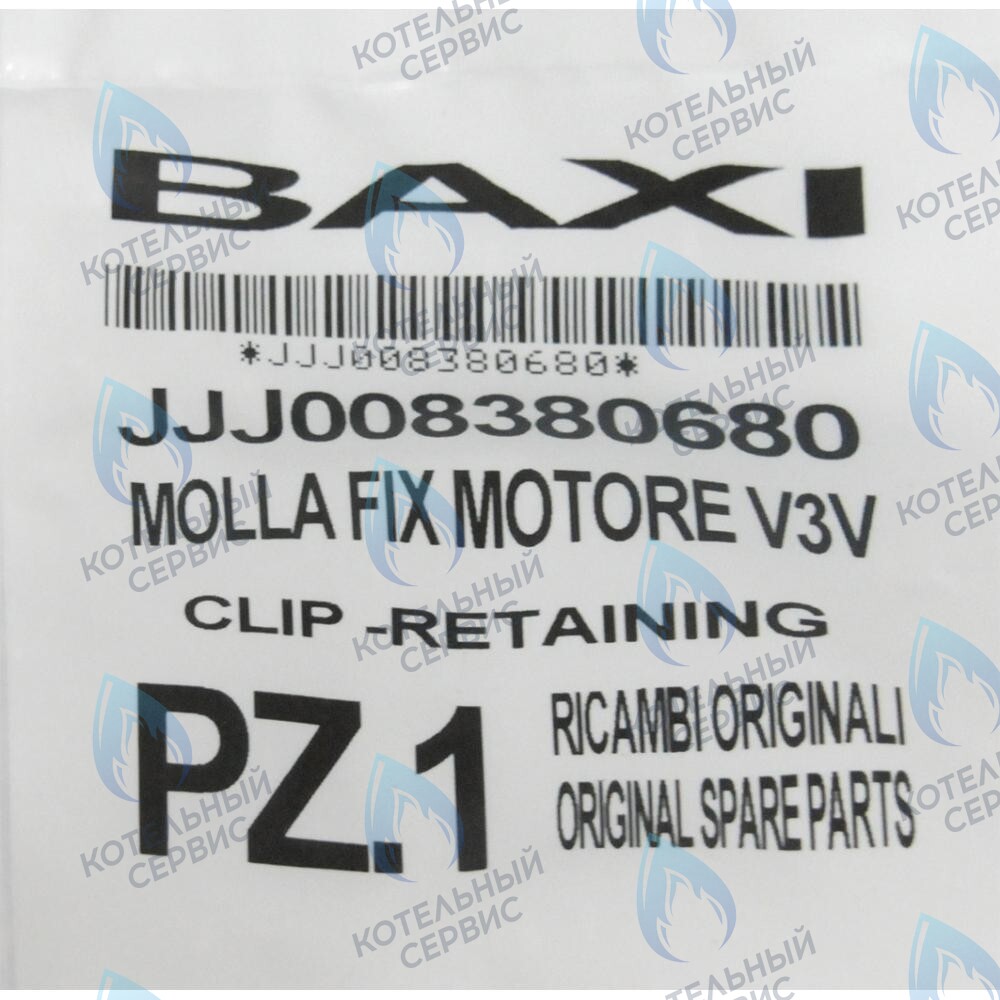 BAXI
*JJJ008380680*
JJJ008380680
MOLLA FIX MOTORE V3V
CLIP -RETAINING
PZ.1
RICAMBI ORIGINALI
ORIGINAL SPARE PARTS
КОТЕЛЬНЫЙ
СЕРВИС